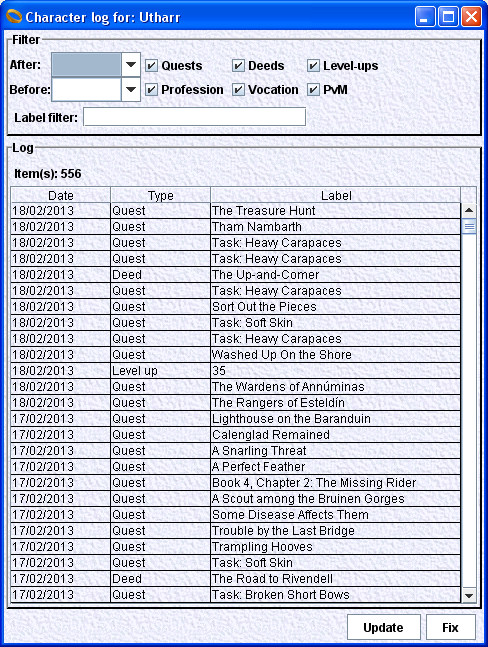 Character log for: Utharr
Filter
After: Quests Deeds Level-ups
Before: Profession Vocation PvM
Label filter:
Log
Item(s): 556
Date Type Label
18/02/2013 Quest The Treasure Hunt
18/02/2013 Quest Tham Nambarth
18/02/2013 Quest Task: Heavy Carapaces
18/02/2013 Quest Task: Heavy Carapaces
18/02/2013 Deed The Up-and-Comer
18/02/2013 Quest Task: Heavy Carapaces
18/02/2013 Quest Sort Out the Pieces
18/02/2013 Quest Task: Soft Skin
18/02/2013 Quest Task: Heavy Carapaces
18/02/2013 Quest Washed Up On the Shore
18/02/2013 Level up 35
18/02/2013 Quest The Wardens of Annúminas
18/02/2013 Quest The Rangers of Esteldín
17/02/2013 Quest Lighthouse on the Baranduin
17/02/2013 Quest Calenglad Remained
17/02/2013 Quest A Snarling Threat
17/02/2013 Quest A Perfect Feather
17/02/2013 Quest Book 4, Chapter 2: The Missing Rider
17/02/2013 Quest A Scout among the Bruinen Gorges
17/02/2013 Quest Some Disease Affects Them
17/02/2013 Quest Trouble by the Last Bridge
17/02/2013 Quest Trampling Hooves
17/02/2013 Quest Task: Soft Skin
17/02/2013 Deed The Road to Rivendell
17/02/2013 Quest Task: Broken Short Bows
Update Fix